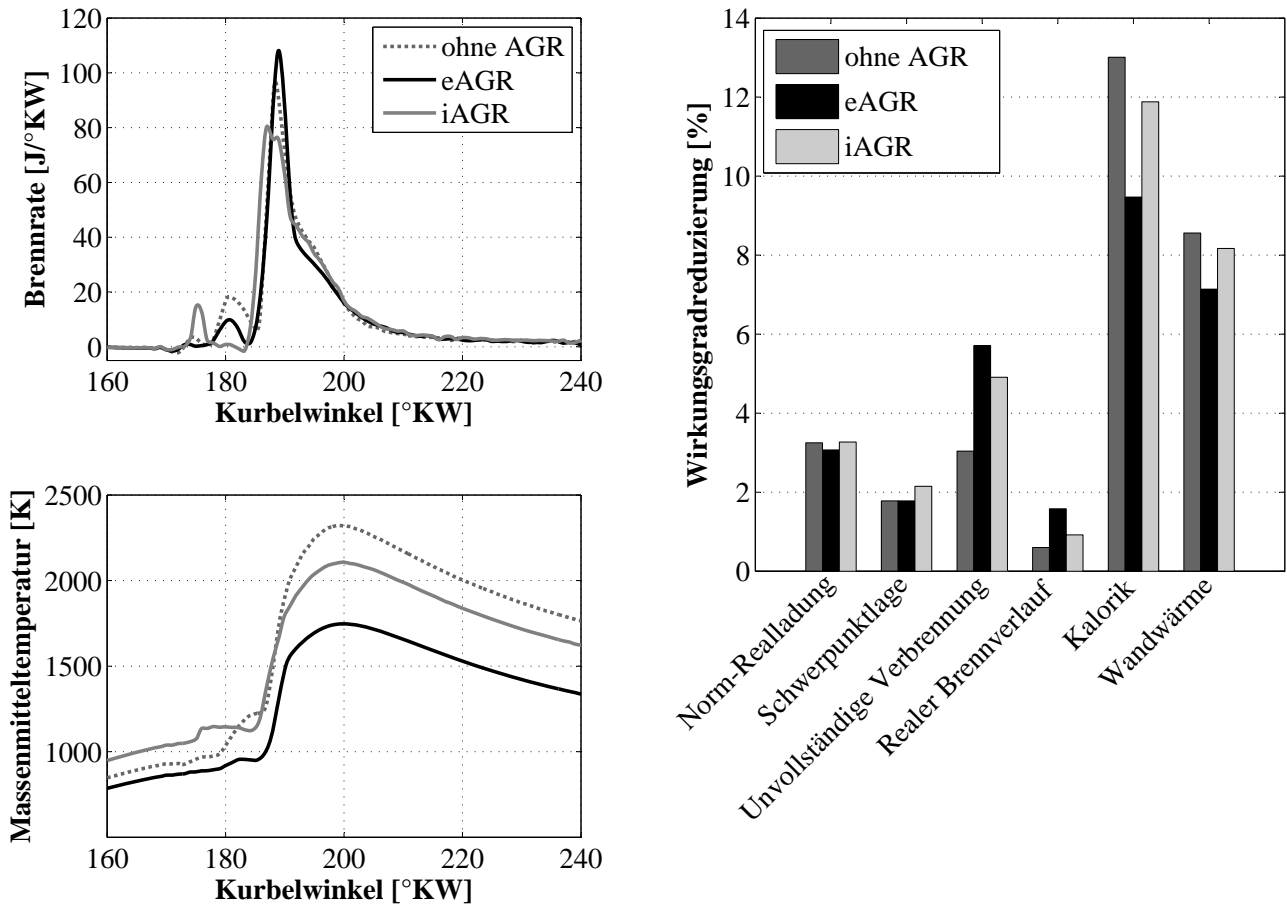 120
100
80
60
40
20
0
160
180
200
220
240
Kurbelwinkel [°KW]
Brennrate [J/°KW]
ohne AGR
eAGR
iAGR
2500
2000
1500
1000
160
180
200
220
240
Kurbelwinkel [°KW]
Massenmitteltemperatur [K]
14
12
10
8
6
4
2
0
Wirkungsgradreduzierung [%]
ohne AGR
eAGR
iAGR
Norm-Realladung
Schwerpunktlage
Unvollständige Verbrennung
Realer Brennverlauf
Kalorik
Wandwärme